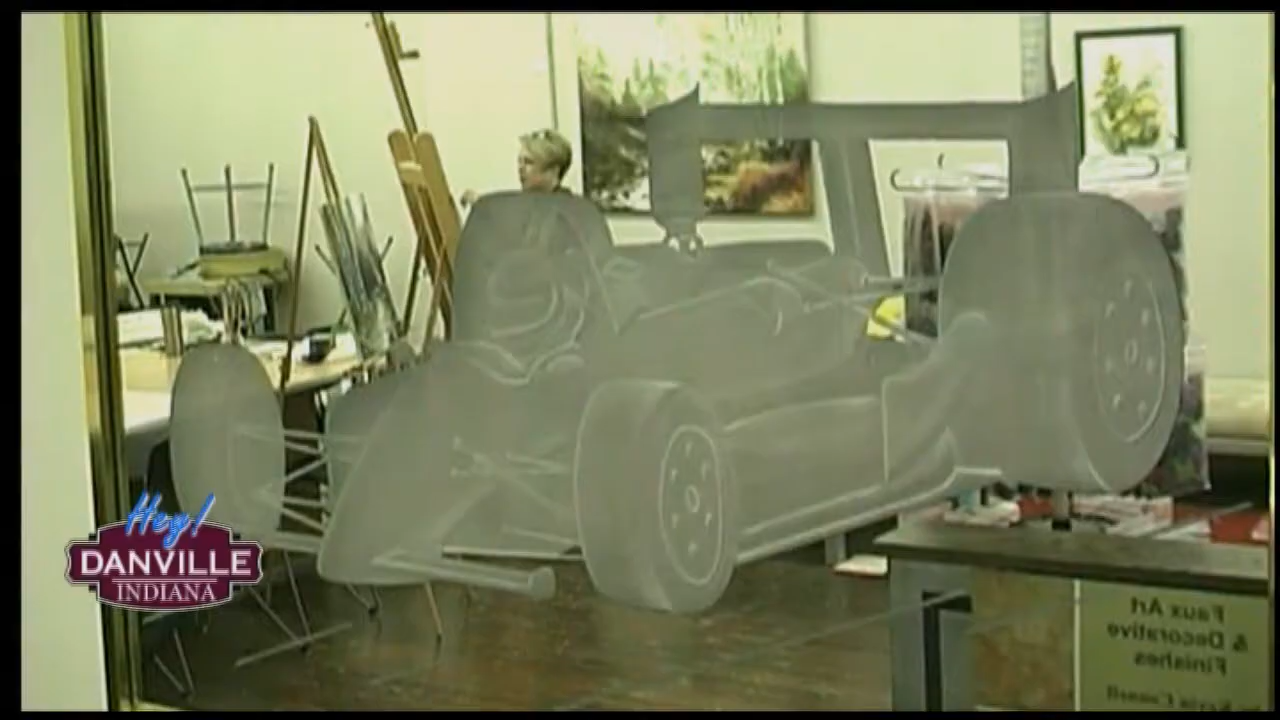 Hey!
DANVILLE
INDIANA
Faux Art
& Decorative
Finishes